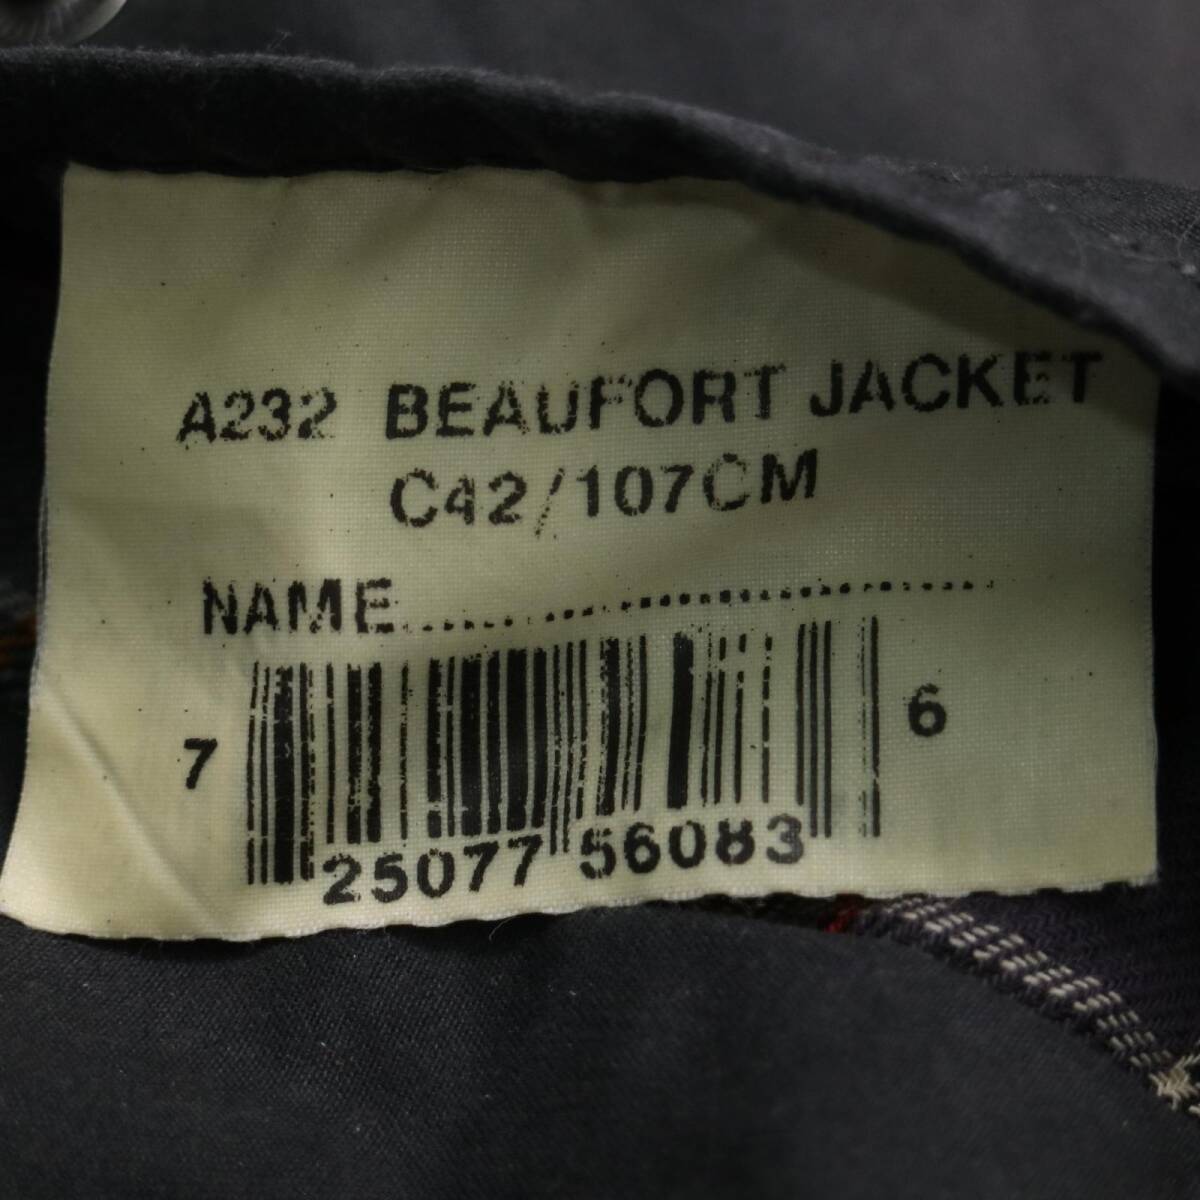 A232 BEAUFORT JACKET
C42/107CM
NAME..........................................
7 25077 56083 6